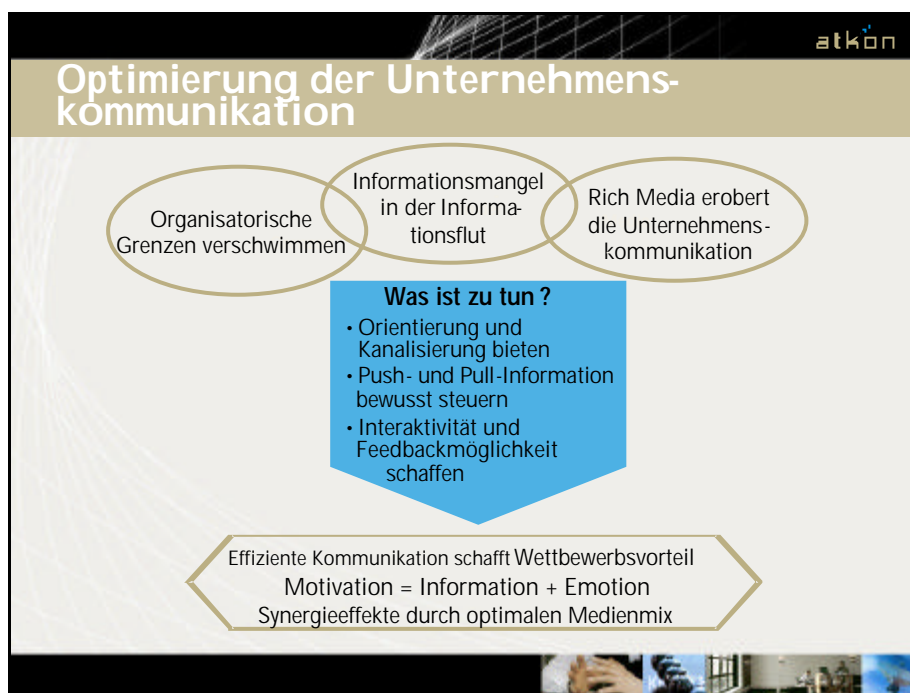 atkon
Optimierung der Unternehmens-
kommunikation
Organisatorische
Grenzen verschwimmen
Informationsmangel
in der Informa-
tionsflut
Rich Media erobert
die Unternehmens-
kommunikation
Was ist zu tun ?
• Orientierung und
Kanalisierung bieten
• Push- und Pull-Information
bewusst steuern
• Interaktivität und
Feedbackmöglichkeit
schaffen
Effiziente Kommunikation schafft Wettbewerbsvorteil
Motivation = Information + Emotion
Synergieeffekte durch optimalen Medienmix